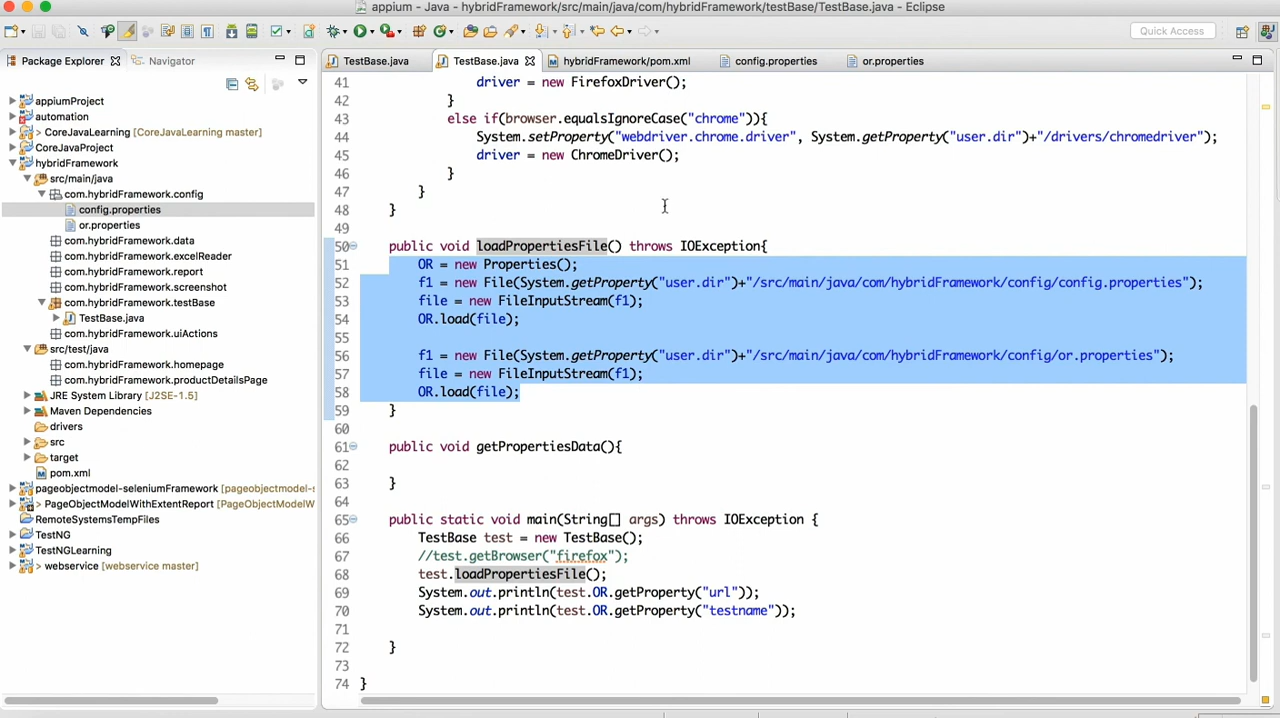 appium - Java - hybridFramework/src/main/java/com/hybridFramework/testBase/TestBase.java - Eclipse
Quick Access
Package Explorer
Navigator
TestBase.java
TestBase.java
hybridFramework/pom.xml
config.properties
or.properties
appiumProject
automation
> CoreJavaLearning [CoreJavaLearning master]
CoreJavaProject
hybridFramework
src/main/java
com.hybridFramework.config
config.properties
or.properties
com.hybridFramework.data
com.hybridFramework.excelReader
com.hybridFramework.report
com.hybridFramework.screenshot
com.hybridFramework.testBase
TestBase.java
com.hybridFramework.uiActions
src/test/java
com.hybridFramework.homepage
com.hybridFramework.productDetailsPage
JRE System Library [J2SE-1.5]
Maven Dependencies
drivers
src
target
pom.xml
pageobjectmodel-seleniumFramework [pageobjectmodel-s
> PageObjectModelWithExtentReport [PageObjectModelW
RemoteSystemsTempFiles
TestNG
TestNGLearning
> webservice [webservice master]
41 driver = new FirefoxDriver();
42 }
43 else if(browser.equalsIgnoreCase("chrome")){
44 System.setProperty("webdriver.chrome.driver", System.getProperty("user.dir")+"/drivers/chromedriver");
45 driver = new ChromeDriver();
46 }
47 }
48 }
49
50 public void loadPropertiesFile() throws IOException{
51 OR = new Properties();
52 f1 = new File(System.getProperty("user.dir")+"/src/main/java/com/hybridFramework/config/config.properties");
53 file = new FileInputStream(f1);
54 OR.load(file);
55
56 f1 = new File(System.getProperty("user.dir")+"/src/main/java/com/hybridFramework/config/or.properties");
57 file = new FileInputStream(f1);
58 OR.load(file);
59 }
60
61 public void getPropertiesData(){
62
63 }
64
65 public static void main(String[] args) throws IOException {
66 TestBase test = new TestBase();
67 //test.getBrowser("firefox");
68 test.loadPropertiesFile();
69 System.out.println(test.OR.getProperty("url"));
70 System.out.println(test.OR.getProperty("testname"));
71
72 }
73
74 }